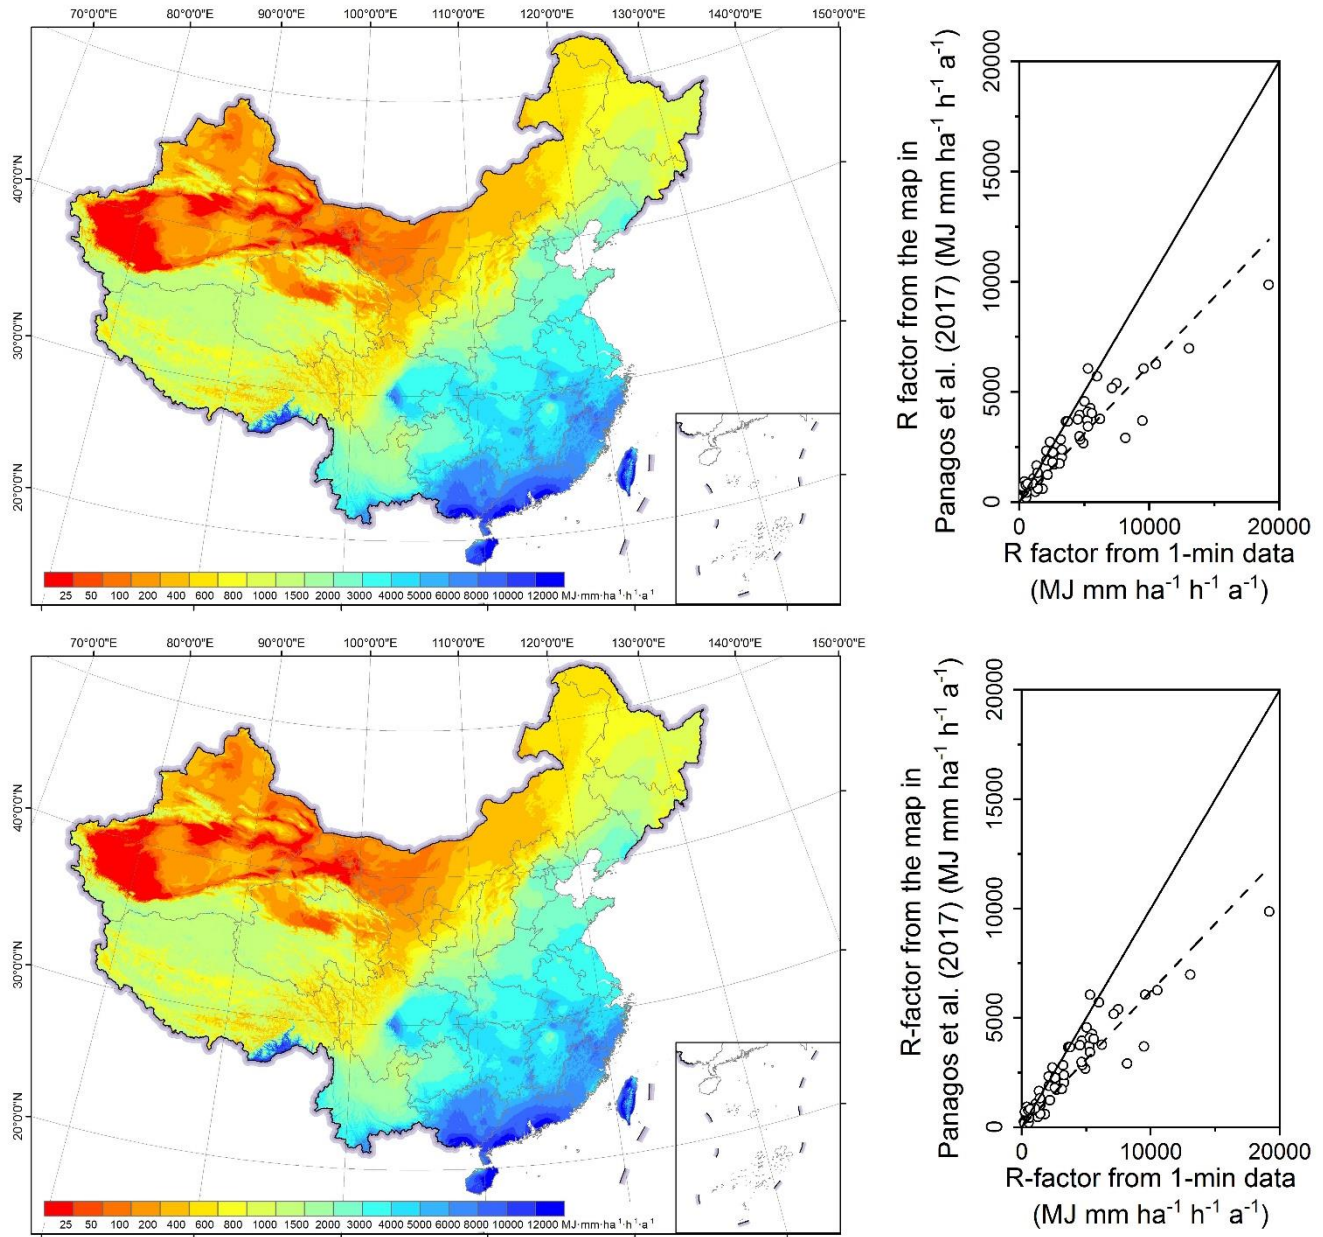 70°0'0"E 80°0'0"E 90°0'0"E 100°0'0"E 110°0'0"E 120°0'0"E 130°0'0"E 140°0'0"E 150°0'0"E
40°0'0"N
30°0'0"N
20°0'0"N
25 50 100 200 400 600 800 1000 1500 2000 3000 4000 5000 6000 8000 10000 12000 MJ·mm·ha⁻¹·h⁻¹·a⁻¹
R factor from the map in
Panagos et al. (2017) (MJ mm ha⁻¹ h⁻¹ a⁻¹)
20000
15000
10000
5000
0
0 10000 20000
R factor from 1-min data
(MJ mm ha⁻¹ h⁻¹ a⁻¹)
70°0'0"E 80°0'0"E 90°0'0"E 100°0'0"E 110°0'0"E 120°0'0"E 130°0'0"E 140°0'0"E 150°0'0"E
40°0'0"N
30°0'0"N
20°0'0"N
25 50 100 200 400 600 800 1000 1500 2000 3000 4000 5000 6000 8000 10000 12000 MJ·mm·ha⁻¹·h⁻¹·a⁻¹
R-factor from the map in
Panagos et al. (2017) (MJ mm ha⁻¹ h⁻¹ a⁻¹)
20000
15000
10000
5000
0
0 10000 20000
R-factor from 1-min data
(MJ mm ha⁻¹ h⁻¹ a⁻¹)